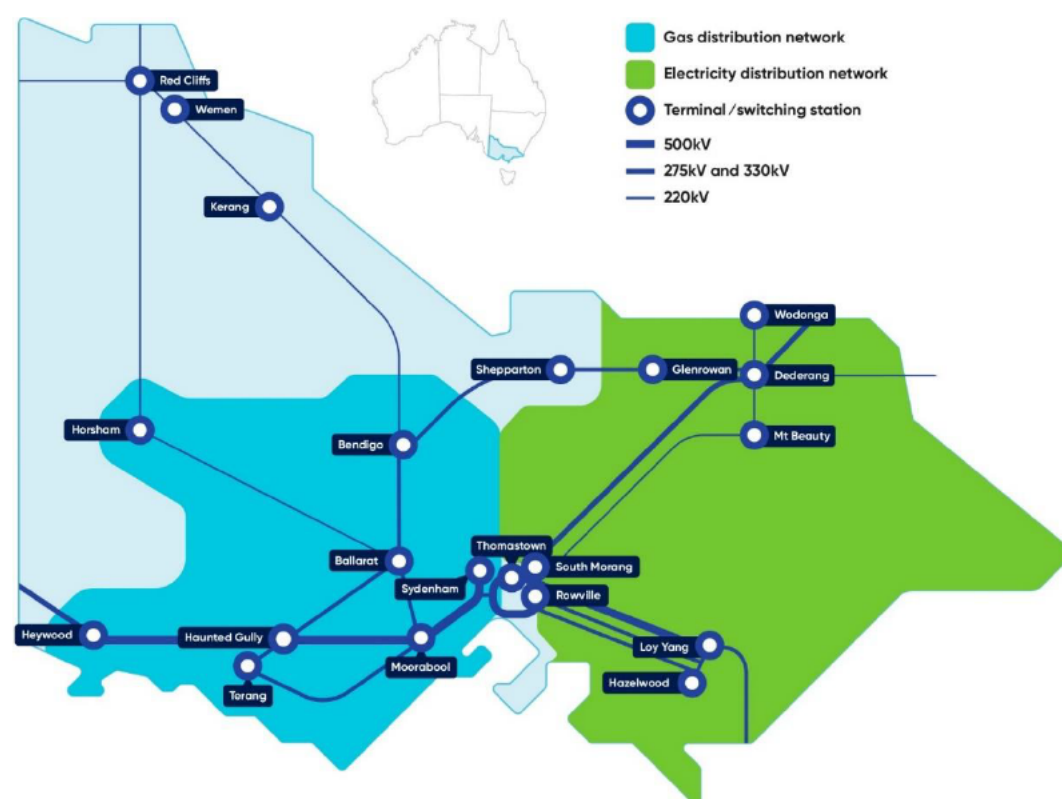 Gas distribution network
Electricity distribution network
Terminal/switching station
500kV
275kV and 330kV
220kV
Red Cliffs
Wemen
Kerang
Wodonga
Shepparton
Glenrowan
Dederang
Horsham
Bendigo
Mt Beauty
Thomastown
Ballarat
South Morang
Sydenham
Rowville
Heywood
Haunted Gully
Loy Yang
Moorabool
Hazelwood
Terang